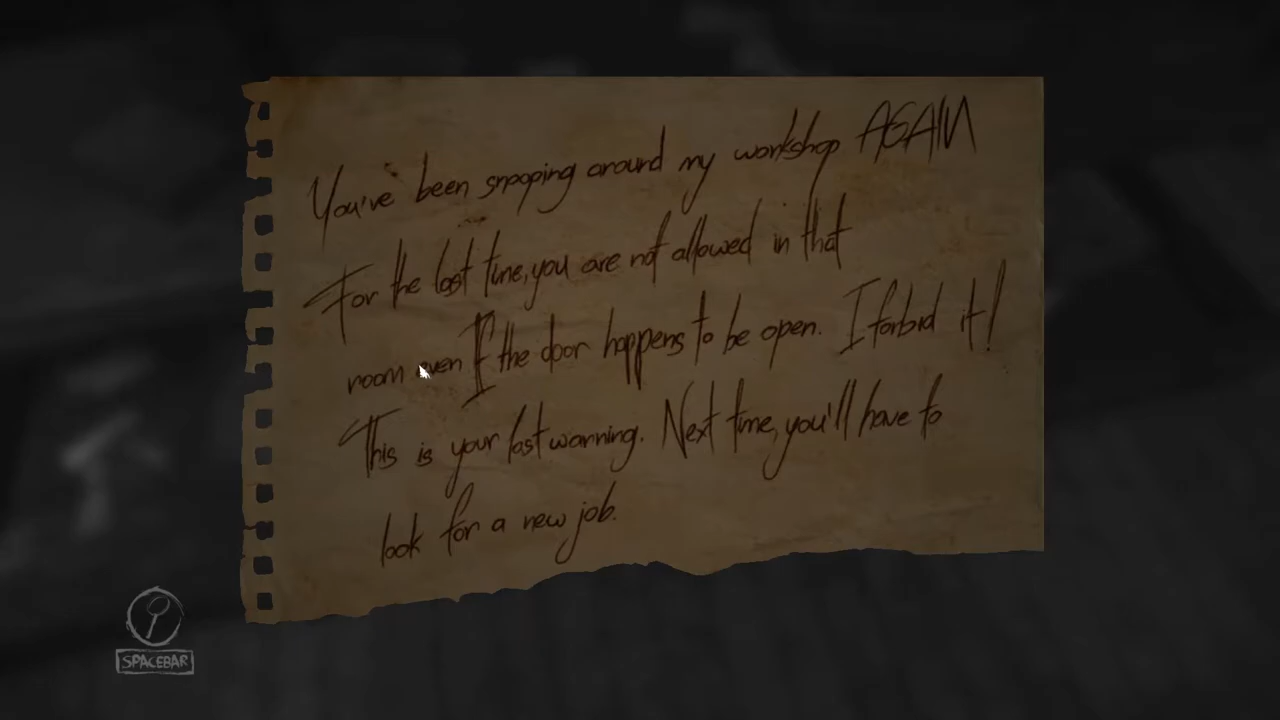 You've been snooping around my workshop AGAIN
For the last time, you are not allowed in that
room even If the door happens to be open. I forbid it!
This is your last warning. Next time, you'll have to
look for a new job.
SPACEBAR